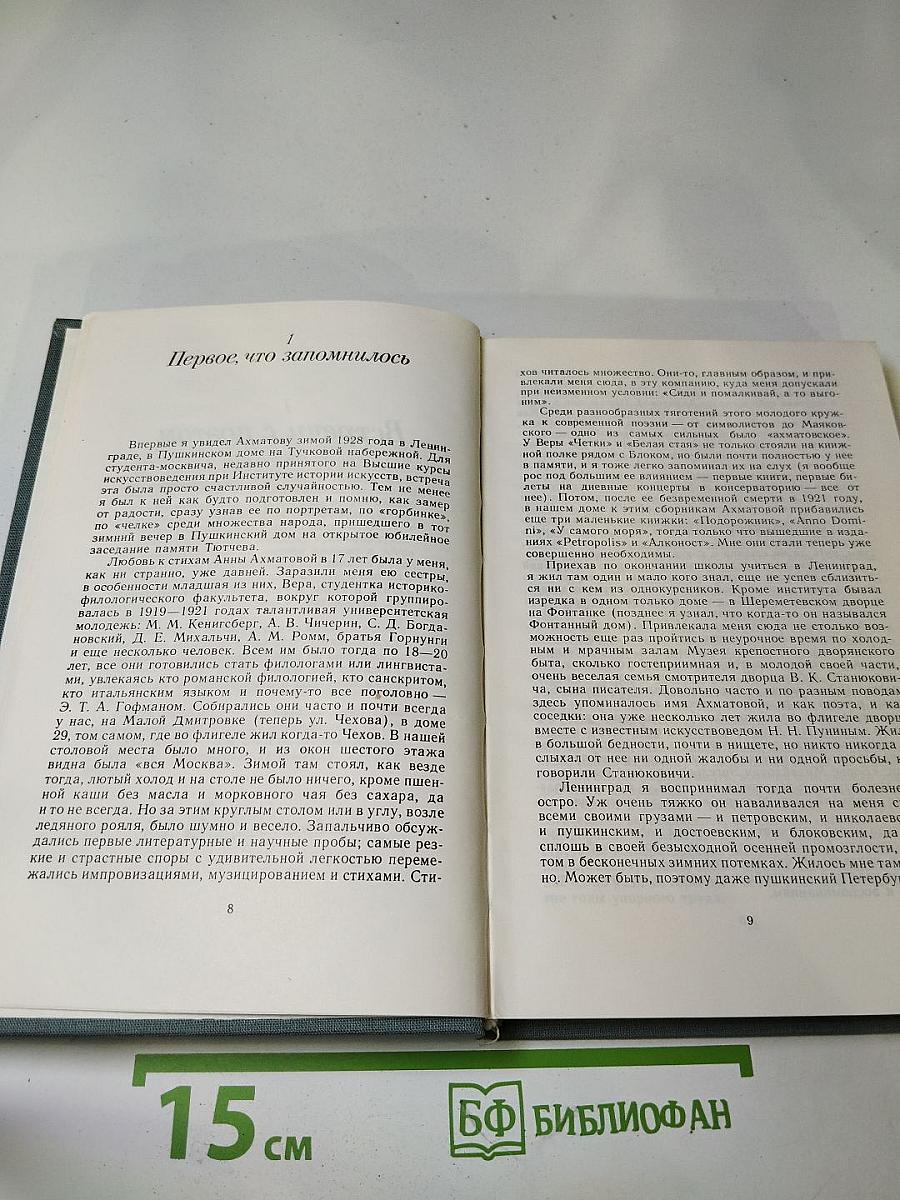 1
Первое, что запомнилось
Впервые я увидел Ахматову зимой 1928 года в Ленин-
граде, в Пушкинском доме на Тучковой набережной. Для
студента-москвича, недавно принятого на Высшие курсы
искусствоведения при Институте истории искусств, встреча
эта была просто счастливой случайностью. Тем не менее
я был к ней как будто подготовлен и помню, как замер
от радости, сразу узнав ее по портретам, по «горбинке»,
по «челке» среди множества народа, пришедшего в тот
зимний вечер в Пушкинский дом на открытое юбилейное
заседание памяти Тютчева.
Любовь к стихам Анны Ахматовой в 17 лет была у меня,
как ни странно, уже давней. Заразили меня ею сестры,
в особенности младшая из них, Вера, студентка историко-
филологического факультета, вокруг которой группиро-
валась в 1919—1921 годах талантливая университетская
молодежь: М. М. Кенигсберг, А. В. Чичерин, С. Д. Богда-
новский, Д. Е. Михальчи, А. М. Ромм, братья Горнунги
и еще несколько человек. Всем им было тогда по 18—20
лет, все они готовились стать филологами или лингвиста-
ми, увлекаясь кто романской филологией, кто санскритом,
кто итальянским языком и почему-то все поголовно —
Э. Т. А. Гофманом. Собирались они часто и почти всегда
у нас, на Малой Дмитровке (теперь ул. Чехова), в доме
29, том самом, где во флигеле жил когда-то Чехов. В нашей
столовой места было много, и из окон шестого этажа
видна была «вся Москва». Зимой там стоял, как везде
тогда, лютый холод и на столе не было ничего, кроме пшен-
ной каши без масла и морковного чая без сахара, да
и то не всегда. Но за этим круглым столом или в углу, возле
ледяного рояля, было шумно и весело. Запальчиво обсуж-
дались первые литературные и научные пробы; самые рез-
кие и страстные споры с удивительной легкостью переме-
жались импровизациями, музицированием и стихами. Сти-
8
хов читалось множество. Они-то, главным образом, и при-
влекали меня сюда, в эту компанию, куда меня допускали
при неизменном условии: «Сиди и помалкивай, а то выго-
ним».
Среди разнообразных тяготений этого молодого круж-
ка к современной поэзии — от символистов до Маяков-
ского — одно из самых сильных было «ахматовское».
У Веры «Четки» и «Белая стая» не только стояли на книж-
ной полке рядом с Блоком, но были почти полностью у нее
в памяти, и я тоже легко запоминал их на слух (я вообще
рос под большим ее влиянием — первые книги, первые би-
леты на дневные концерты в консерваторию — все от
нее). Потом, после ее безвременной смерти в 1921 году,
в нашем доме к этим сборникам Ахматовой прибавились
еще три маленькие книжки: «Подорожник», «Anno Domi-
ni», «У самого моря», тогда только что вышедшие в изда-
ниях «Petropolis» и «Алконост». Мне они стали теперь уже
совершенно необходимы.
Приехав по окончании школы учиться в Ленинград,
я жил там один и мало кого знал, еще не успев сблизить-
ся ни с кем из однокурсников. Кроме института бывал
изредка в одном только доме — в Шереметевском дворце
на Фонтанке (позднее я узнал, что когда-то он назывался
Фонтанный дом). Привлекала меня сюда не столько воз-
можность еще раз пройтись в неурочное время по холод-
ным и мрачным залам Музея крепостного дворянского
быта, сколько гостеприимная и, в молодой своей части,
очень веселая семья смотрителя дворца В. К. Станюкови-
ча, сына писателя. Довольно часто и по разным поводам
здесь упоминалось имя Ахматовой, и как поэта, и ка
соседки: она уже несколько лет жила во флигеле дворц
вместе с известным искусствоведом Н. Н. Пуниным. Жил
в большой бедности, почти в нищете, но никто никогда
слыхал от нее ни одной жалобы и ни одной просьбы,
говорили Станюковичи.
Ленинград я воспринимал тогда почти болезне
остро. Уж очень тяжко он наваливался на меня с
всеми своими грузами — и петровским, и николаевс
и пушкинским, и достоевским, и блоковским, да
сплошь в своей безысходной осенней промозглости,
том в бесконечных зимних потемках. Жилось мне там
но. Может быть, поэтому даже пушкинский Петербу
9
15 см
БФ БИБЛИОФАН